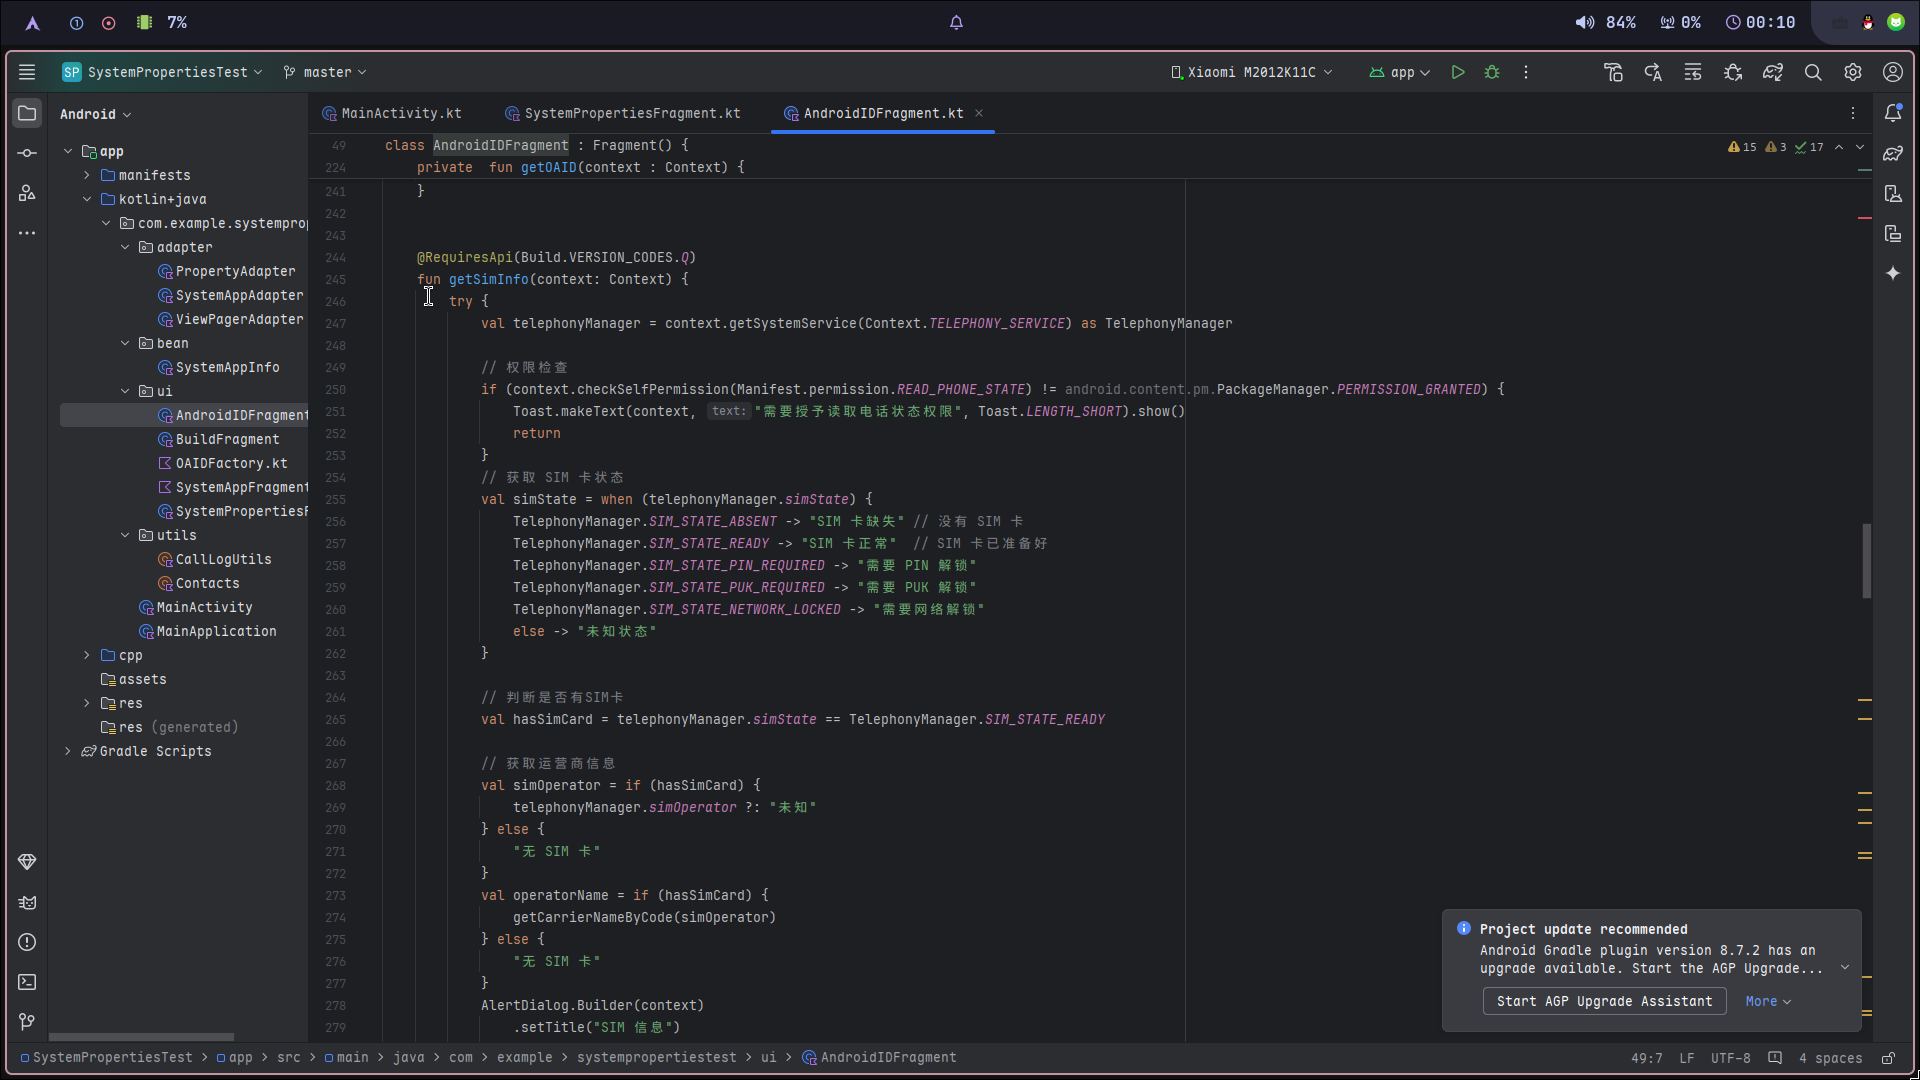 7%
84%
0%
00:10
SP SystemPropertiesTest
master
Xiaomi M2012K11C
app
Android
MainActivity.kt
SystemPropertiesFragment.kt
AndroidIDFragment.kt
app
manifests
kotlin+java
com.example.systemprop
adapter
PropertyAdapter
SystemAppAdapter
ViewPagerAdapter
bean
SystemAppInfo
ui
AndroidIDFragment
BuildFragment
OAIDFactory.kt
SystemAppFragment
SystemPropertiesF
utils
CallLogUtils
Contacts
MainActivity
MainApplication
cpp
assets
res
res (generated)
Gradle Scripts
15 3 17
49 class AndroidIDFragment : Fragment() {
224 private fun getOAID(context : Context) {
241 }
242
243
244 @RequiresApi(Build.VERSION_CODES.Q)
245 fun getSimInfo(context: Context) {
246 try {
247 val telephonyManager = context.getSystemService(Context.TELEPHONY_SERVICE) as TelephonyManager
248
249 // 权限检查
250 if (context.checkSelfPermission(Manifest.permission.READ_PHONE_STATE) != android.content.pm.PackageManager.PERMISSION_GRANTED) {
251 Toast.makeText(context, text: "需要授予读取电话状态权限", Toast.LENGTH_SHORT).show()
252 return
253 }
254 // 获取 SIM 卡状态
255 val simState = when (telephonyManager.simState) {
256 TelephonyManager.SIM_STATE_ABSENT -> "SIM 卡缺失" // 没有 SIM 卡
257 TelephonyManager.SIM_STATE_READY -> "SIM 卡正常" // SIM 卡已准备好
258 TelephonyManager.SIM_STATE_PIN_REQUIRED -> "需要 PIN 解锁"
259 TelephonyManager.SIM_STATE_PUK_REQUIRED -> "需要 PUK 解锁"
260 TelephonyManager.SIM_STATE_NETWORK_LOCKED -> "需要网络解锁"
261 else -> "未知状态"
262 }
263
264 // 判断是否有SIM卡
265 val hasSimCard = telephonyManager.simState == TelephonyManager.SIM_STATE_READY
266
267 // 获取运营商信息
268 val simOperator = if (hasSimCard) {
269 telephonyManager.simOperator ?: "未知"
270 } else {
271 "无 SIM 卡"
272 }
273 val operatorName = if (hasSimCard) {
274 getCarrierNameByCode(simOperator)
275 } else {
276 "无 SIM 卡"
277 }
278 AlertDialog.Builder(context)
279 .setTitle("SIM 信息")
Project update recommended
Android Gradle plugin version 8.7.2 has an
upgrade available. Start the AGP Upgrade...
Start AGP Upgrade Assistant
More
SystemPropertiesTest > app > src > main > java > com > example > systempropertiestest > ui > AndroidIDFragment
49:7 LF UTF-8 4 spaces